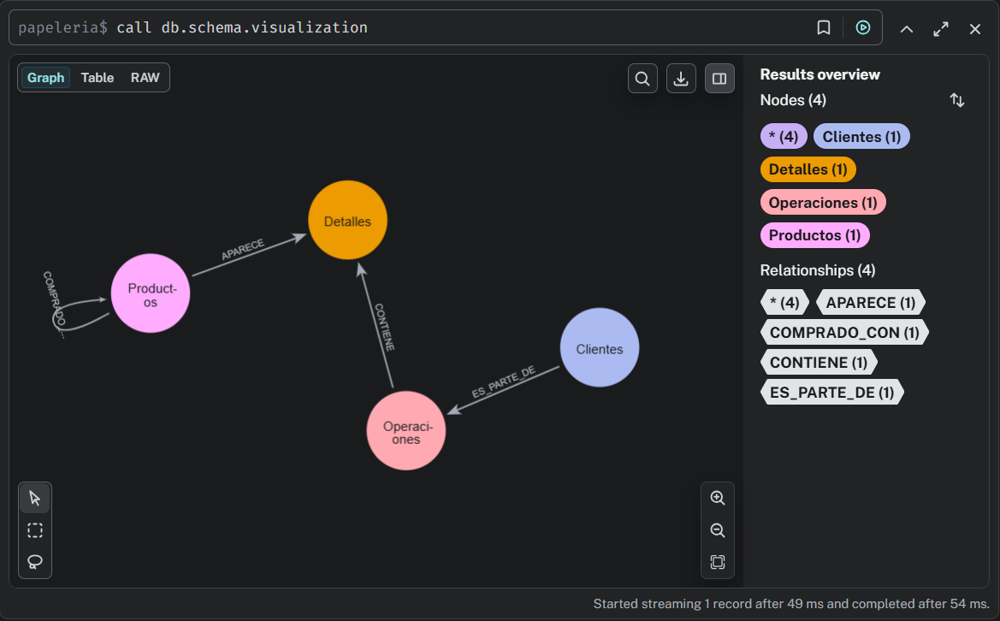 papeleria$ call db.schema.visualization
Graph Table RAW
Results overview
Nodes (4)
* (4) Clientes (1)
Detalles (1)
Operaciones (1)
Productos (1)
Relationships (4)
* (4) APARECE (1)
COMPRADO_CON (1)
CONTIENE (1)
ES_PARTE_DE (1)
Detalles
APARECE
Product-
os
COMPRADO_...
CONTIENE
Clientes
ES_PARTE_DE
Operaci-
ones
Started streaming 1 record after 49 ms and completed after 54 ms.